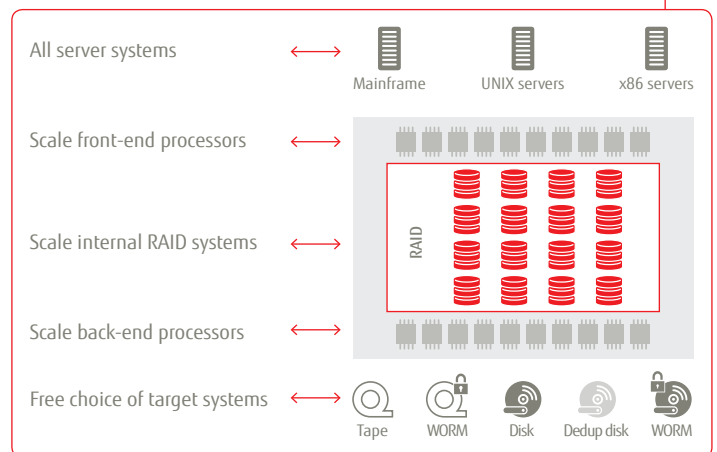 All server systems
Mainframe
UNIX servers
x86 servers
Scale front-end processors
RAID
Scale internal RAID systems
Scale back-end processors
Free choice of target systems
Tape
WORM
Disk
Dedup disk
WORM